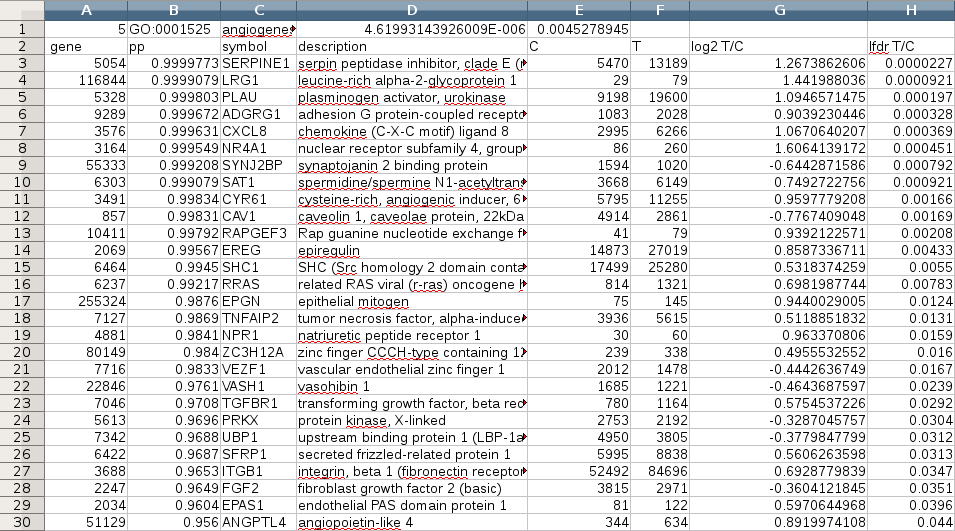 A B C D E F G H
1 5 GO:0001525 angiogenes 4.61993143926009E-006 0.0045278945
2 gene pp symbol description C T log2 T/C lfdr T/C
3 5054 0.9999773 SERPINE1 serpin peptidase inhibitor, clade E (n 5470 13189 1.2673862606 0.0000227
4 116844 0.9999079 LRG1 leucine-rich alpha-2-glycoprotein 1 29 79 1.441988036 0.0000921
5 5328 0.999803 PLAU plasminogen activator, urokinase 9198 19600 1.0946571475 0.000197
6 9289 0.999672 ADGRG1 adhesion G protein-coupled recepto 1083 2028 0.9039230446 0.000328
7 3576 0.999631 CXCL8 chemokine (C-X-C motif) ligand 8 2995 6266 1.0670640207 0.000369
8 3164 0.999549 NR4A1 nuclear receptor subfamily 4, group 86 260 1.6064139172 0.000451
9 55333 0.999208 SYNJ2BP synaptojanin 2 binding protein 1594 1020 -0.6442871586 0.000792
10 6303 0.999079 SAT1 spermidine/spermine N1-acetyltrans 3668 6149 0.7492722756 0.000921
11 3491 0.99834 CYR61 cysteine-rich, angiogenic inducer, 6 5795 11255 0.9597779208 0.00166
12 857 0.99831 CAV1 caveolin 1, caveolae protein, 22kDa 4914 2861 -0.7767409048 0.00169
13 10411 0.99792 RAPGEF3 Rap guanine nucleotide exchange f 41 79 0.9392122571 0.00208
14 2069 0.99567 EREG epiregulin 14873 27019 0.8587336711 0.00433
15 6464 0.9945 SHC1 SHC (Src homology 2 domain conta 17499 25280 0.5318374259 0.0055
16 6237 0.99217 RRAS related RAS viral (r-ras) oncogene 814 1321 0.6981987744 0.00783
17 255324 0.9876 EPGN epithelial mitogen 75 145 0.9440029005 0.0124
18 7127 0.9869 TNFAIP2 tumor necrosis factor, alpha-induce 3936 5615 0.5118851832 0.0131
19 4881 0.9841 NPR1 natriuretic peptide receptor 1 30 60 0.963370806 0.0159
20 80149 0.984 ZC3H12A zinc finger CCCH-type containing 1 239 338 0.4955532552 0.016
21 7716 0.9833 VEZF1 vascular endothelial zinc finger 1 2012 1478 -0.4442636749 0.0167
22 22846 0.9761 VASH1 vasohibin 1 1685 1221 -0.4643687597 0.0239
23 7046 0.9708 TGFBR1 transforming growth factor, beta rec 780 1164 0.5754537226 0.0292
24 5613 0.9696 PRKX protein kinase, X-linked 2753 2192 -0.3287045757 0.0304
25 7342 0.9688 UBP1 upstream binding protein 1 (LBP-1a 4950 3805 -0.3779847799 0.0312
26 6422 0.9687 SFRP1 secreted frizzled-related protein 1 5995 8838 0.5606263598 0.0313
27 3688 0.9653 ITGB1 integrin, beta 1 (fibronectin receptor 52492 84696 0.6928779839 0.0347
28 2247 0.9649 FGF2 fibroblast growth factor 2 (basic) 3815 2971 -0.3604121845 0.0351
29 2034 0.9604 EPAS1 endothelial PAS domain protein 1 81 122 0.5970644968 0.0396
30 51129 0.956 ANGPTL4 angiopoietin-like 4 344 634 0.8919974108 0.044